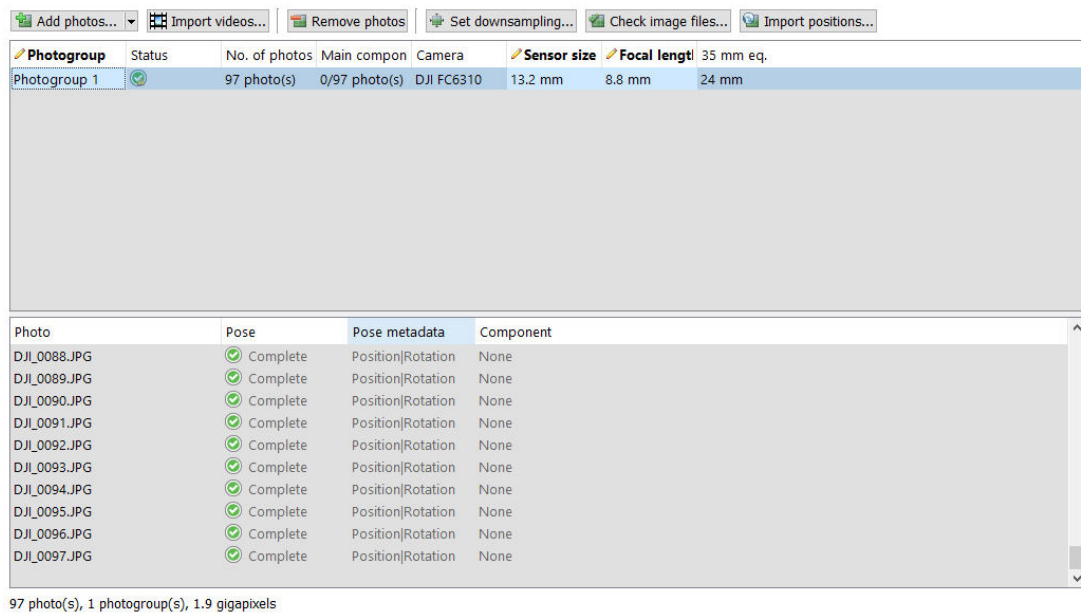 Add photos... Import videos... Remove photos Set downsampling... Check image files... Import positions...
Photogroup Status No. of photos Main compon Camera Sensor size Focal lengtl 35 mm eq.
Photogroup 1 97 photo(s) 0/97 photo(s) DJI FC6310 13.2 mm 8.8 mm 24 mm
Photo Pose Pose metadata Component
DJI_0088.JPG Complete Position|Rotation None
DJI_0089.JPG Complete Position|Rotation None
DJI_0090.JPG Complete Position|Rotation None
DJI_0091.JPG Complete Position|Rotation None
DJI_0092.JPG Complete Position|Rotation None
DJI_0093.JPG Complete Position|Rotation None
DJI_0094.JPG Complete Position|Rotation None
DJI_0095.JPG Complete Position|Rotation None
DJI_0096.JPG Complete Position|Rotation None
DJI_0097.JPG Complete Position|Rotation None
97 photo(s), 1 photogroup(s), 1.9 gigapixels